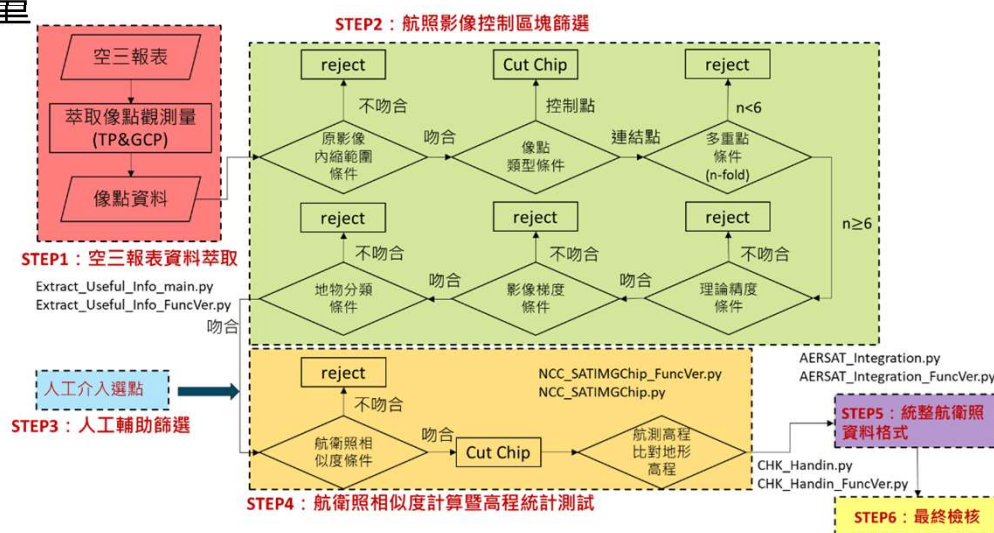 量
STEP2：航照影像控制區塊篩選
空三報表
萃取像點觀測量
(TP&GCP)
像點資料
STEP1：空三報表資料萃取
Extract_Useful_Info_main.py
Extract_Useful_Info_FuncVer.py
reject
Cut Chip
reject
不吻合
控制點
n<6
原影像
內縮範圍
條件
吻合
像點
類型條件
連結點
多重點
條件
(n-fold)
n≥6
reject
reject
reject
不吻合
不吻合
不吻合
地物分類
條件
吻合
影像梯度
條件
吻合
理論精度
條件
吻合
人工介入選點
STEP3：人工輔助篩選
reject
不吻合
NCC_SATIMGChip_FuncVer.py
NCC_SATIMGChip.py
航衛照相
似度條件
吻合
Cut Chip
航測高程
比對地形
高程
STEP4：航衛照相似度計算暨高程統計測試
AERSAT_Integration.py
AERSAT_Integration_FuncVer.py
STEP5：統整航衛照
資料格式
CHK_Handin.py
CHK_Handin_FuncVer.py
STEP6：最終檢核